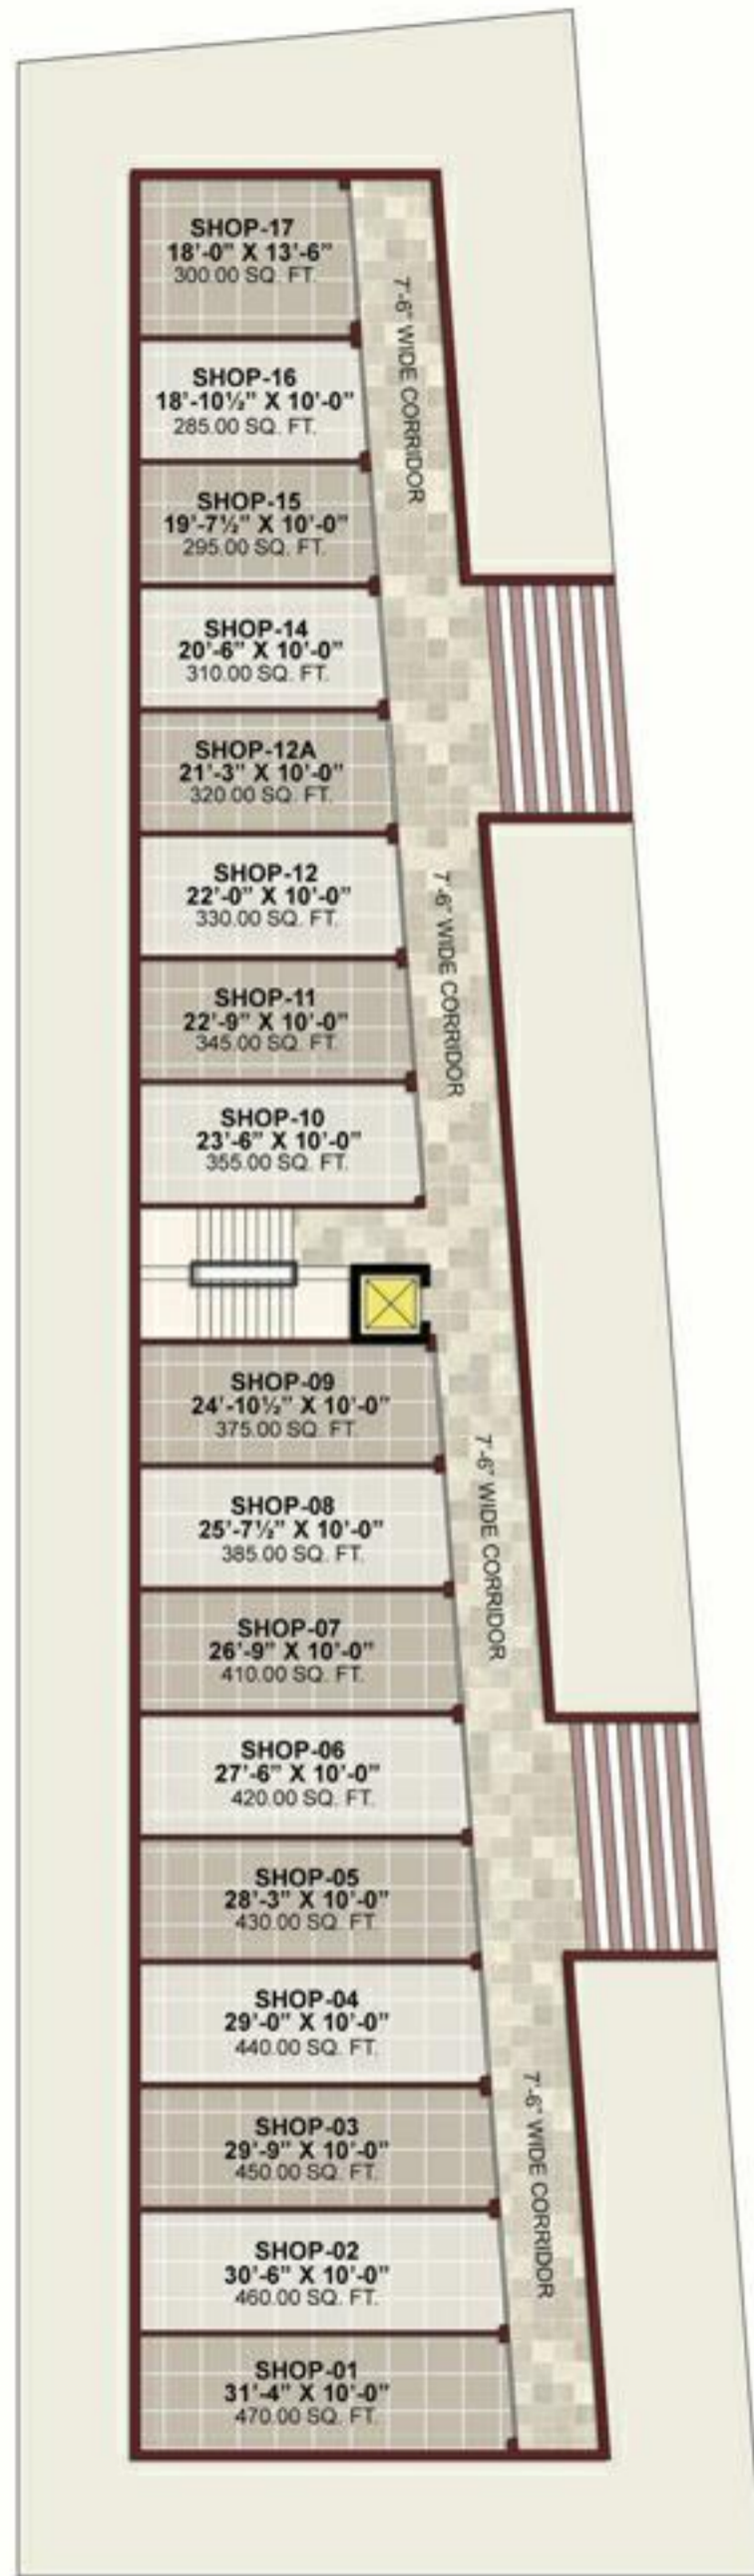 SHOP-17
18'-0" X 13'-6"
300.00 SQ. FT.
7'-6" WIDE CORRIDOR
SHOP-16
18'-10½" X 10'-0"
285.00 SQ. FT.
SHOP-15
19'-7½" X 10'-0"
295.00 SQ. FT.
SHOP-14
20'-6" X 10'-0"
310.00 SQ. FT.
SHOP-12A
21'-3" X 10'-0"
320.00 SQ. FT.
SHOP-12
22'-0" X 10'-0"
330.00 SQ. FT.
7'-6" WIDE CORRIDOR
SHOP-11
22'-9" X 10'-0"
345.00 SQ. FT.
SHOP-10
23'-6" X 10'-0"
355.00 SQ. FT.
SHOP-09
24'-10½" X 10'-0"
375.00 SQ. FT.
7'-6" WIDE CORRIDOR
SHOP-08
25'-7½" X 10'-0"
385.00 SQ. FT.
SHOP-07
26'-9" X 10'-0"
410.00 SQ. FT.
SHOP-06
27'-6" X 10'-0"
420.00 SQ. FT.
SHOP-05
28'-3" X 10'-0"
430.00 SQ. FT.
SHOP-04
29'-0" X 10'-0"
440.00 SQ. FT.
7'-6" WIDE CORRIDOR
SHOP-03
29'-9" X 10'-0"
450.00 SQ. FT.
SHOP-02
30'-6" X 10'-0"
460.00 SQ. FT.
SHOP-01
31'-4" X 10'-0"
470.00 SQ. FT.